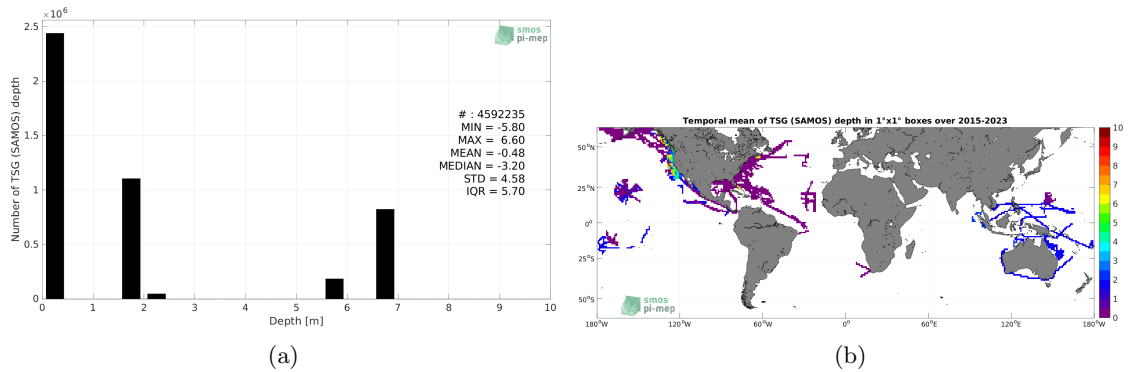 ×10⁶
2.5
2
1.5
1
0.5
0
Number of TSG (SAMOS) depth
smos
pi-mep
# : 4592235
MIN = -5.80
MAX = 6.60
MEAN = -0.48
MEDIAN = -3.20
STD = 4.58
IQR = 5.70
0 1 2 3 4 5 6 7 8 9 10
Depth [m]
(a)
Temporal mean of TSG (SAMOS) depth in 1°x1° boxes over 2015-2023
50°N
25°N
0°
25°S
50°S
smos
pi-mep
180°W 120°W 60°W 0° 60°E 120°E 180°W
10
9
8
7
6
5
4
3
2
1
0
(b)